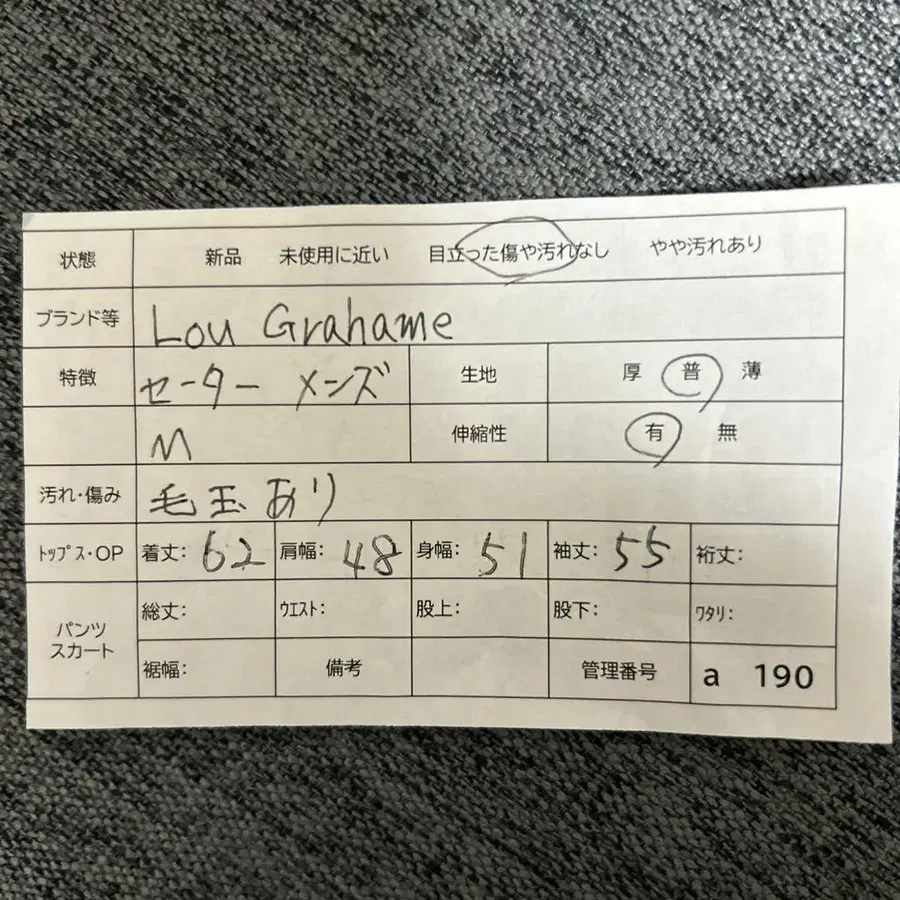 状態 新品 未使用に近い 目立った傷や汚れなし やや汚れあり
ブランド等 Lou Grahame
特徴 セーター メンズ 生地 厚 普 薄
M 伸縮性 有 無
汚れ・傷み 毛玉あり
ﾄｯﾌﾟｽ・OP 着丈: 62 肩幅: 48 身幅: 51 袖丈: 55 裄丈:
パンツ スカート 総丈: ｳｴｽﾄ: 股上: 股下: ﾜﾀﾘ:
裾幅: 備考 管理番号 a 190